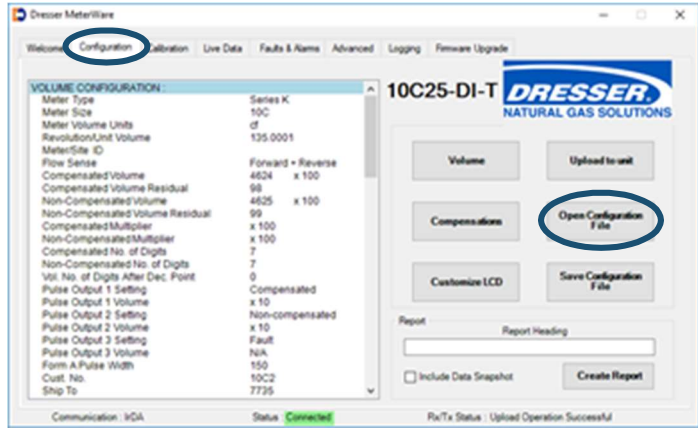 Dresser MeterWare
Welcome Configuration Calibration Live Data Faults & Alarms Advanced Logging Firmware Upgrade
VOLUME CONFIGURATION :
Meter Type Series K
Meter Size 10C
Meter Volume Units cf
Revolution/Unit Volume 135.0001
Meter/Site ID
Flow Sense Forward + Reverse
Compensated Volume 4624 x 100
Compensated Volume Residual 98
Non-Compensated Volume 4625 x 100
Non-Compensated Volume Residual 99
Compensated Multiplier x 100
Non-Compensated Multiplier x 100
Compensated No. of Digits 7
Non-Compensated No. of Digits 7
Vol. No. of Digits After Dec. Point 0
Pulse Output 1 Setting Compensated
Pulse Output 1 Volume x 10
Pulse Output 2 Setting Non-compensated
Pulse Output 2 Volume x 10
Pulse Output 3 Setting Fault
Pulse Output 3 Volume N/A
Form A Pulse Width 150
Cust. No. 10C2
Ship To 7735
10C25-DI-T DRESSER.
NATURAL GAS SOLUTIONS
Volume Upload to unit
Compensations Open Configuration
File
Customize LCD Save Configuration
File
Report
Report Heading
Include Data Snapshot Create Report
Communication : IrDA Status : Connected Rx/Tx Status : Upload Operation Successful